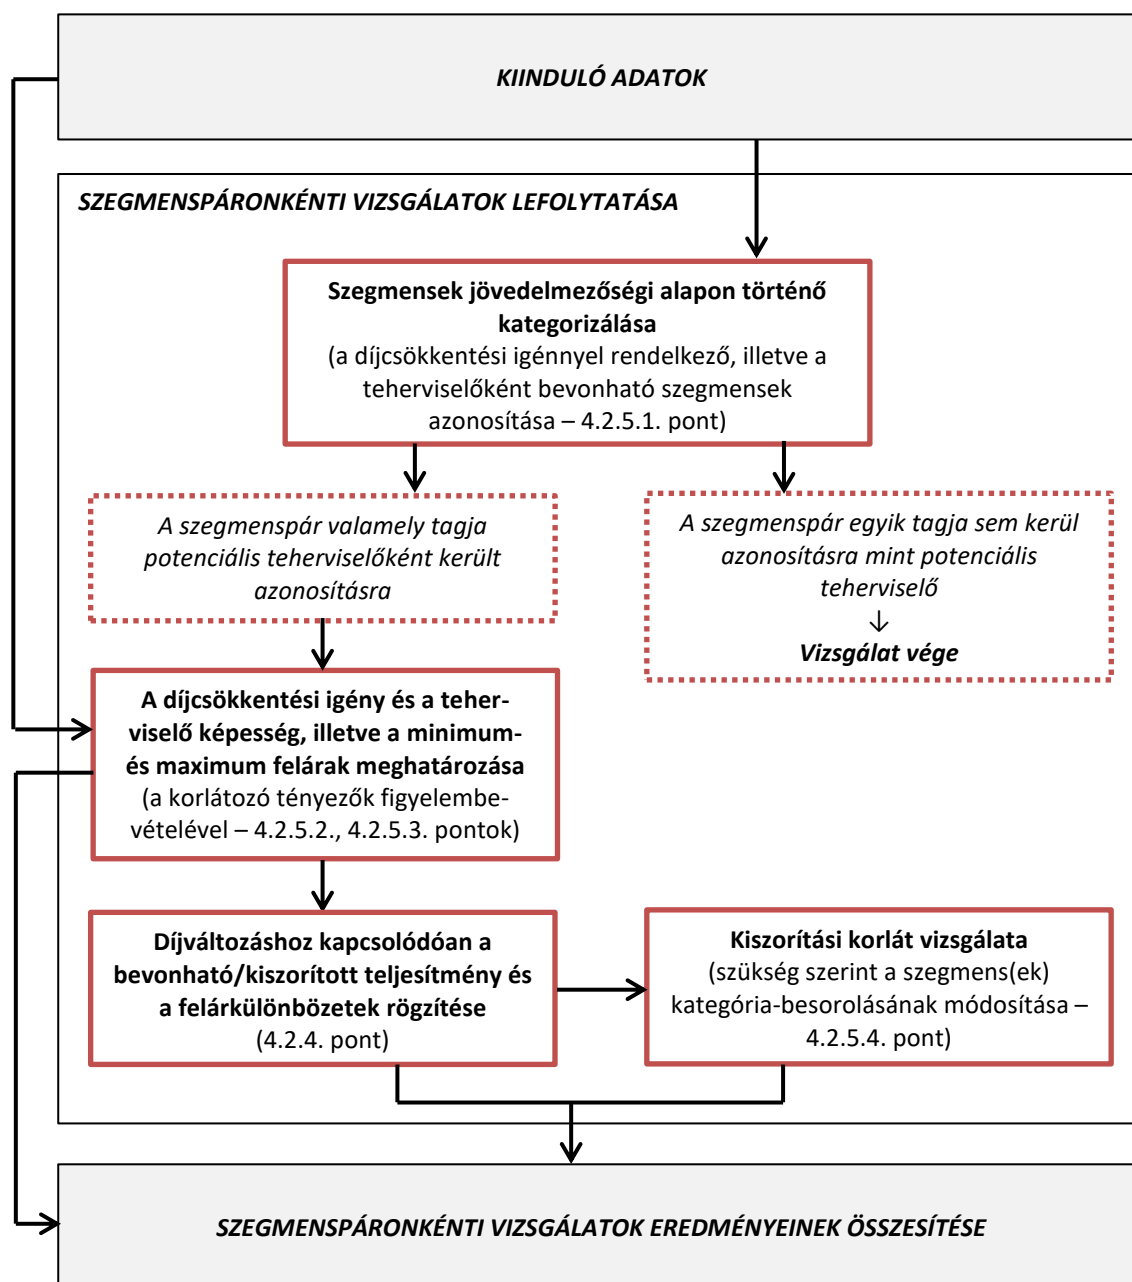 KIINDULÓ ADATOK
SZEGMENSPÁRONKÉNTI VIZSGÁLATOK LEFOLYTATÁSA
Szegmensek jövedelmezőségi alapon történő
kategorizálása
(a díjcsökkentési igénnyel rendelkező, illetve a
teherviselőként bevonható szegmensek
azonosítása – 4.2.5.1. pont)
A szegmenspár valamely tagja
potenciális teherviselőként került
azonosításra
A szegmenspár egyik tagja sem kerül
azonosításra mint potenciális
teherviselő
↓
Vizsgálat vége
A díjcsökkentési igény és a teher-
viselő képesség, illetve a minimum-
és maximum felárak meghatározása
(a korlátozó tényezők figyelembe-
vételével – 4.2.5.2., 4.2.5.3. pontok)
Díjváltozáshoz kapcsolódóan a
bevonható/kiszorított teljesítmény és
a felárkülönbözetek rögzítése
(4.2.4. pont)
Kiszorítási korlát vizsgálata
(szükség szerint a szegmens(ek)
kategória-besorolásának módosítása –
4.2.5.4. pont)
SZEGMENSPÁRONKÉNTI VIZSGÁLATOK EREDMÉNYEINEK ÖSSZESÍTÉSE